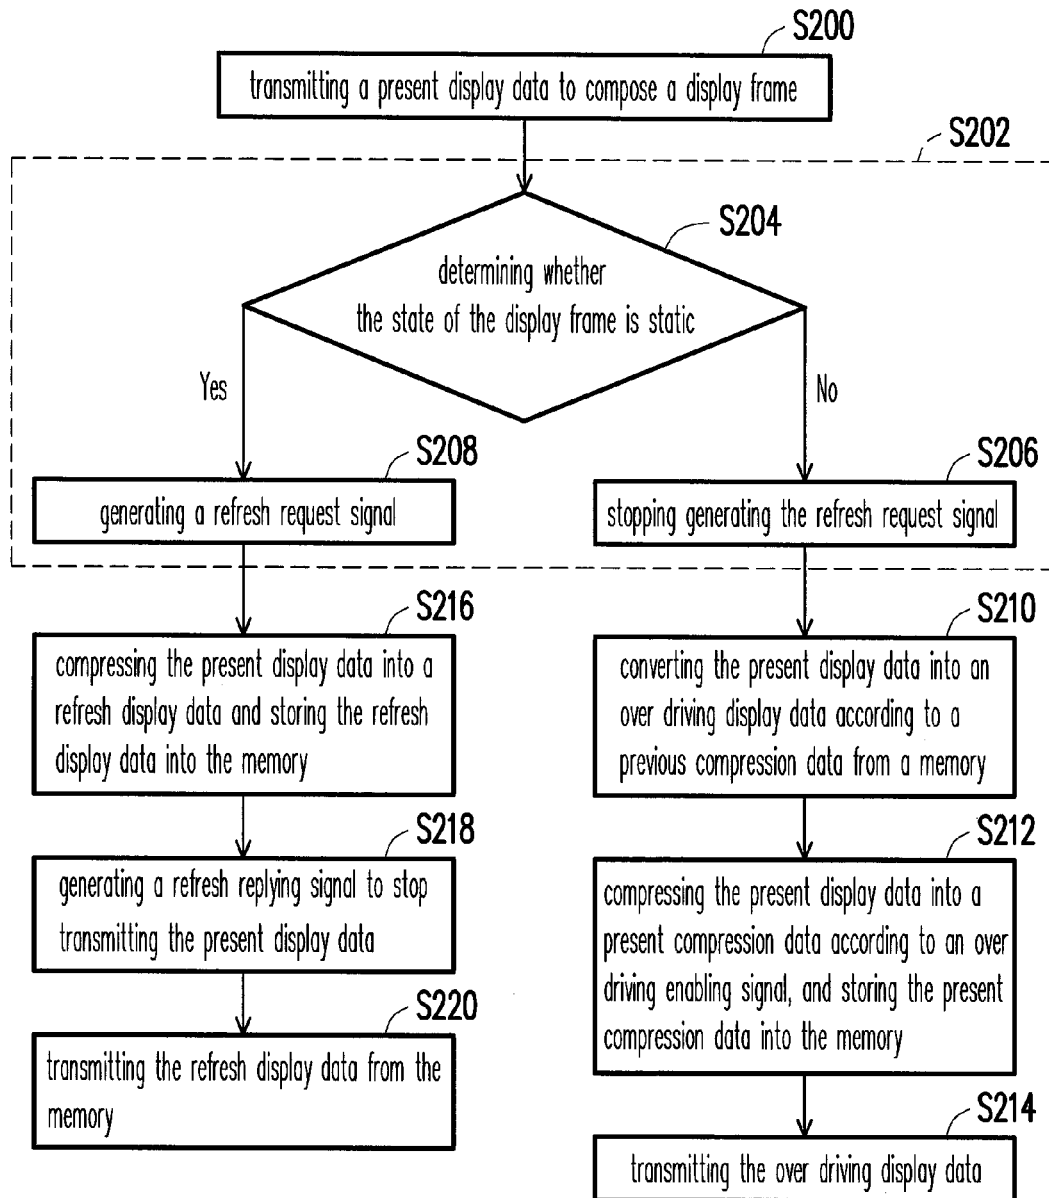 S200
transmitting a present display data to compose a display frame
S202
S204
determining whether
the state of the display frame is static
Yes
No
S208
generating a refresh request signal
S206
stopping generating the refresh request signal
S216
compressing the present display data into a
refresh display data and storing the refresh
display data into the memory
S210
converting the present display data into an
over driving display data according to a
previous compression data from a memory
S218
generating a refresh replying signal to stop
transmitting the present display data
S212
compressing the present display data into a
present compression data according to an over
driving enabling signal, and storing the present
compression data into the memory
S220
transmitting the refresh display data from the
memory
S214
transmitting the over driving display data